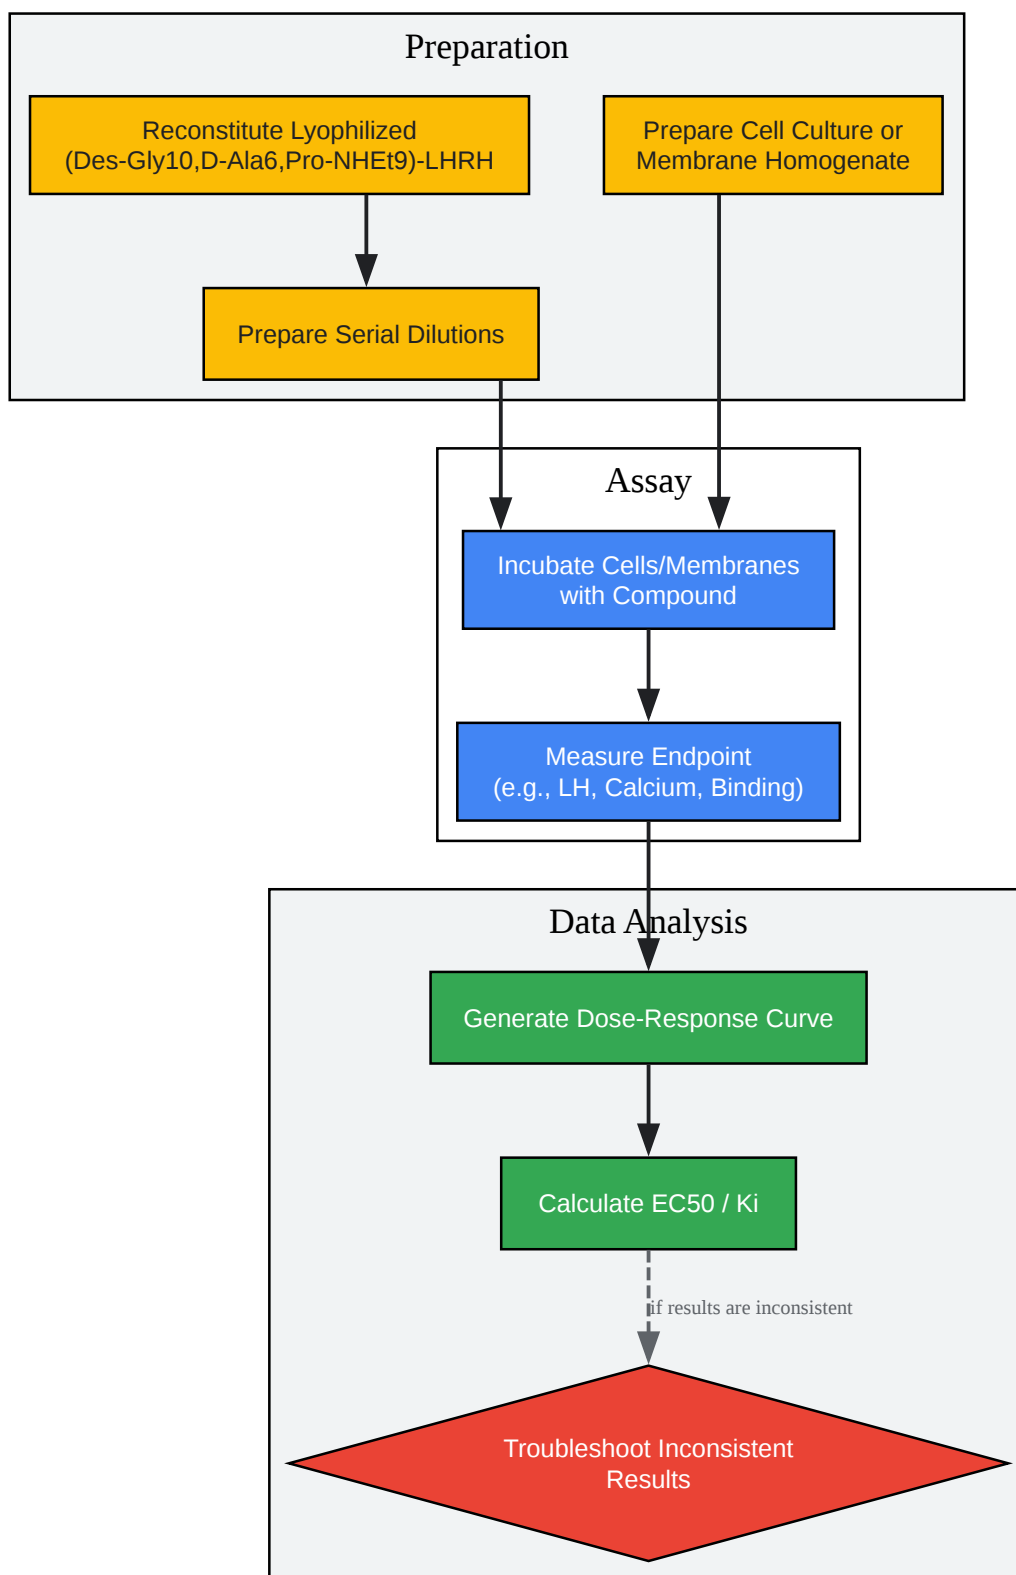 Preparation
Reconstitute Lyophilized
(Des-Gly10,D-Ala6,Pro-NHEt9)-LHRH
Prepare Cell Culture or
Membrane Homogenate
Prepare Serial Dilutions
Assay
Incubate Cells/Membranes
with Compound
Measure Endpoint
(e.g., LH, Calcium, Binding)
Data Analysis
Generate Dose-Response Curve
Calculate EC50 / Ki
if results are inconsistent
Troubleshoot Inconsistent
Results